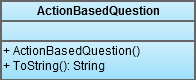 ActionBasedQuestion
+ ActionBasedQuestion()
+ ToString(): String